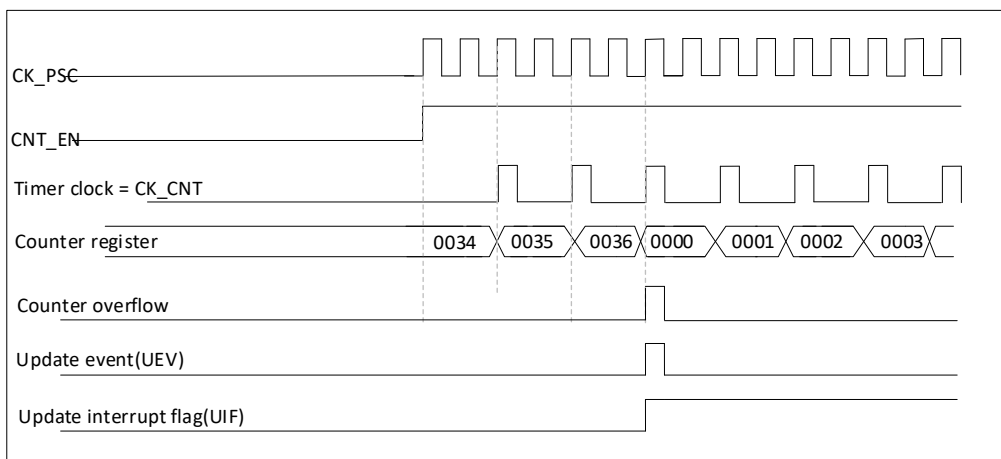 CK_PSC
CNT_EN
Timer clock = CK_CNT
Counter register 0034 0035 0036 0000 0001 0002 0003
Counter overflow
Update event(UEV)
Update interrupt flag(UIF)